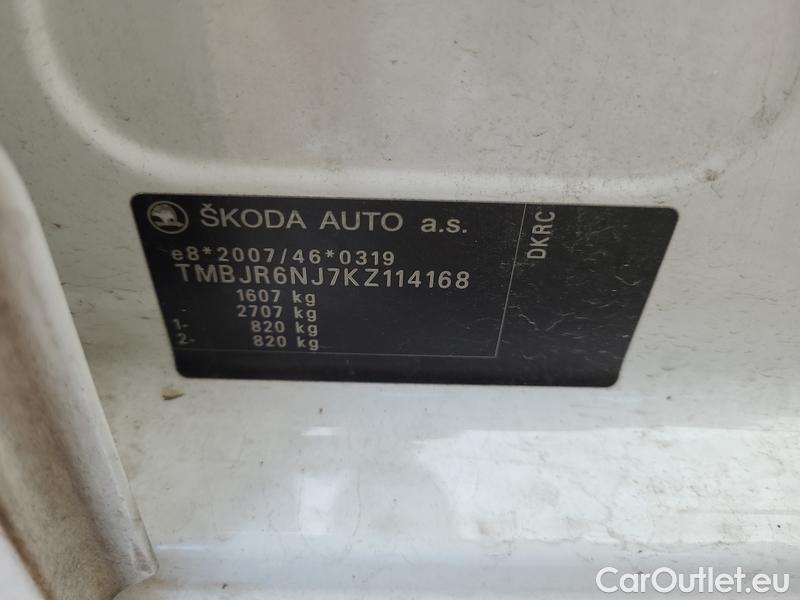 ŠKODA AUTO a.s.
e8*2007/46*0319
TMBJR6NJ7KZ114168
1607 kg
- 2707 kg
1- 820 kg
2- 820 kg
DKRC
CarOutlet.eu